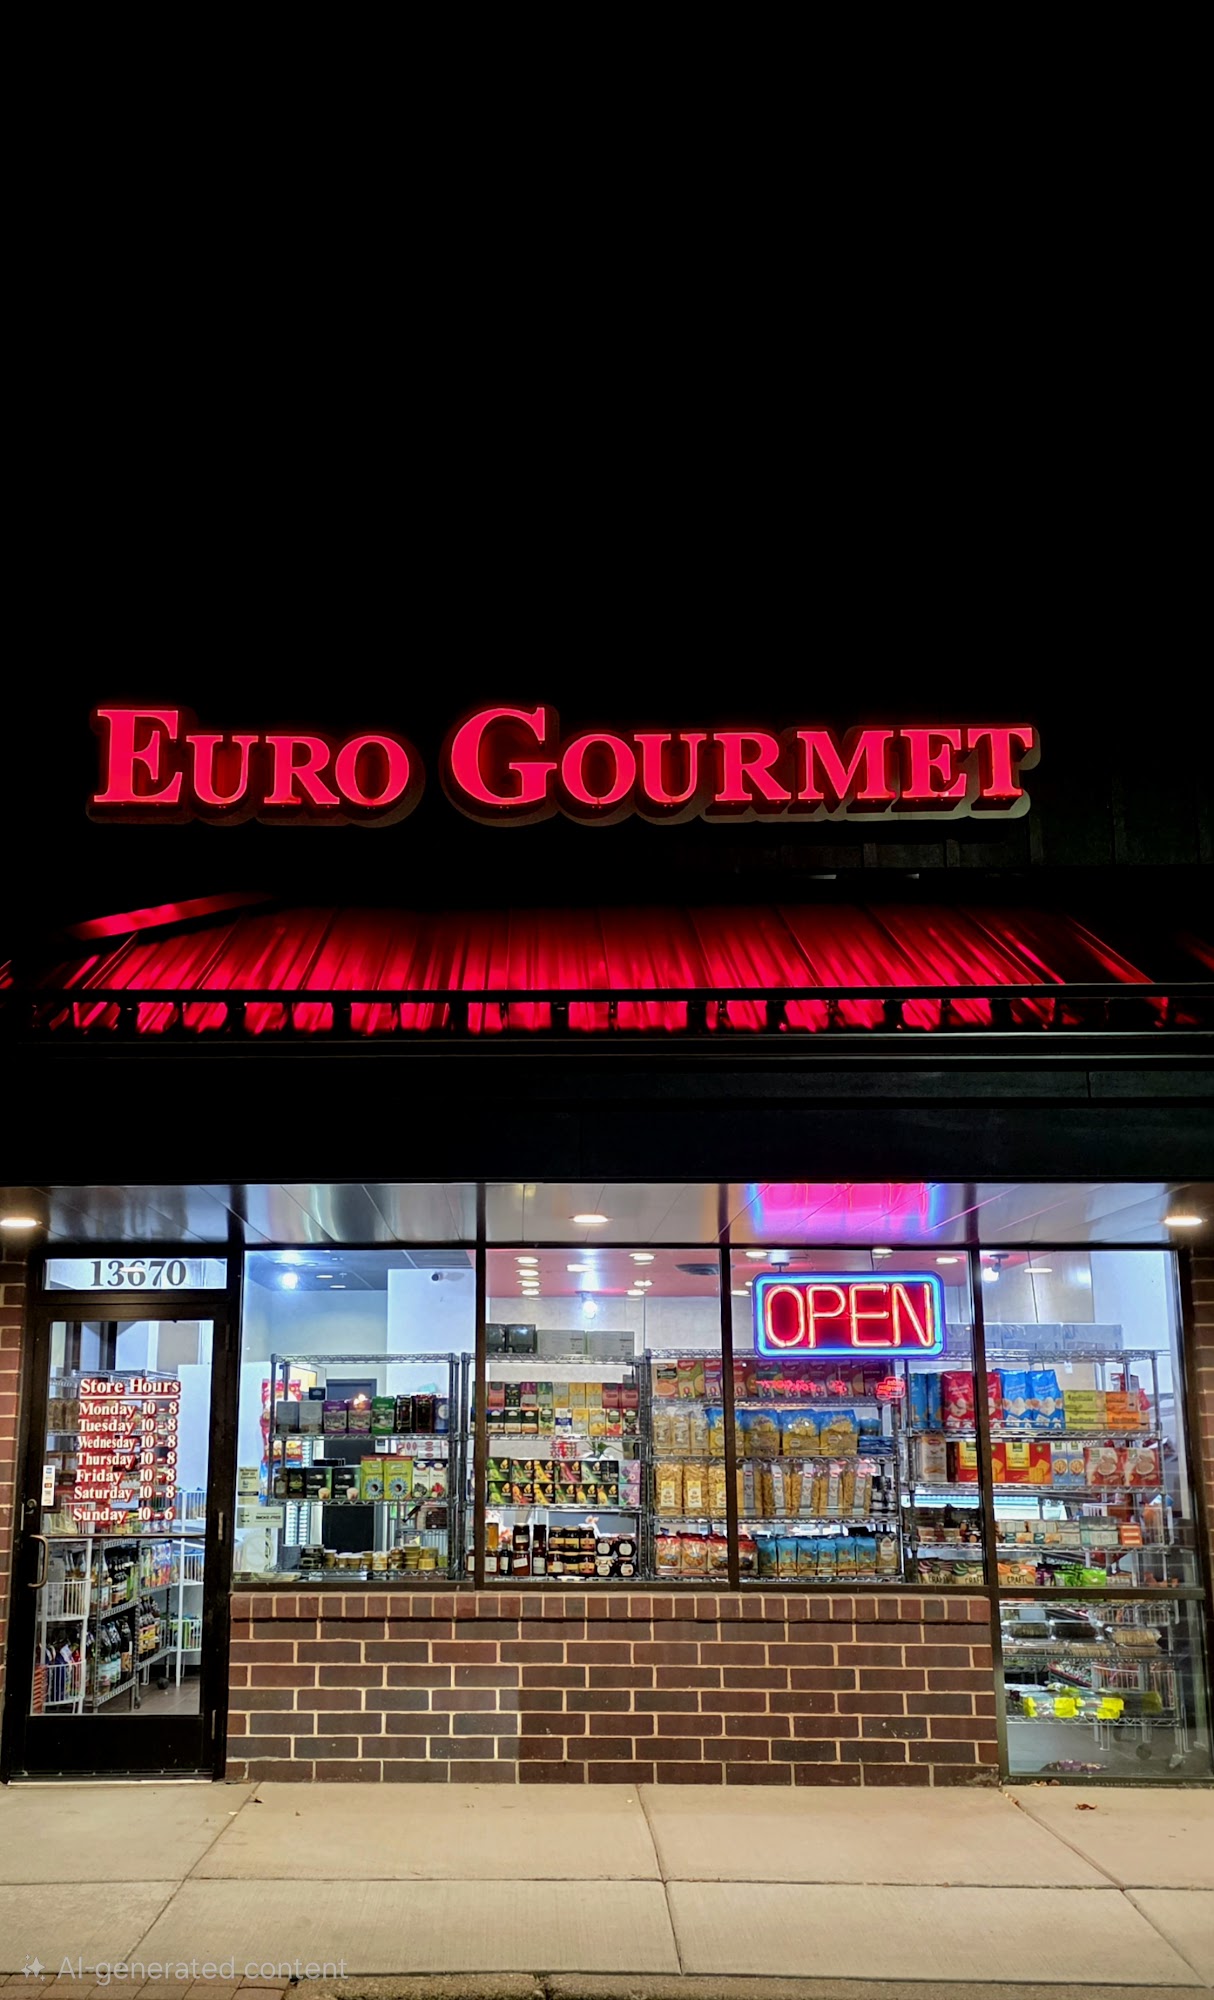 EURO GOURMET
13670
OPEN
Store Hours
Monday 10 - 8
Tuesday 10 - 8
Wednesday 10 - 8
Thursday 10 - 8
Friday 10 - 8
Saturday 10 - 8
Sunday 10 - 6
AI-generated content